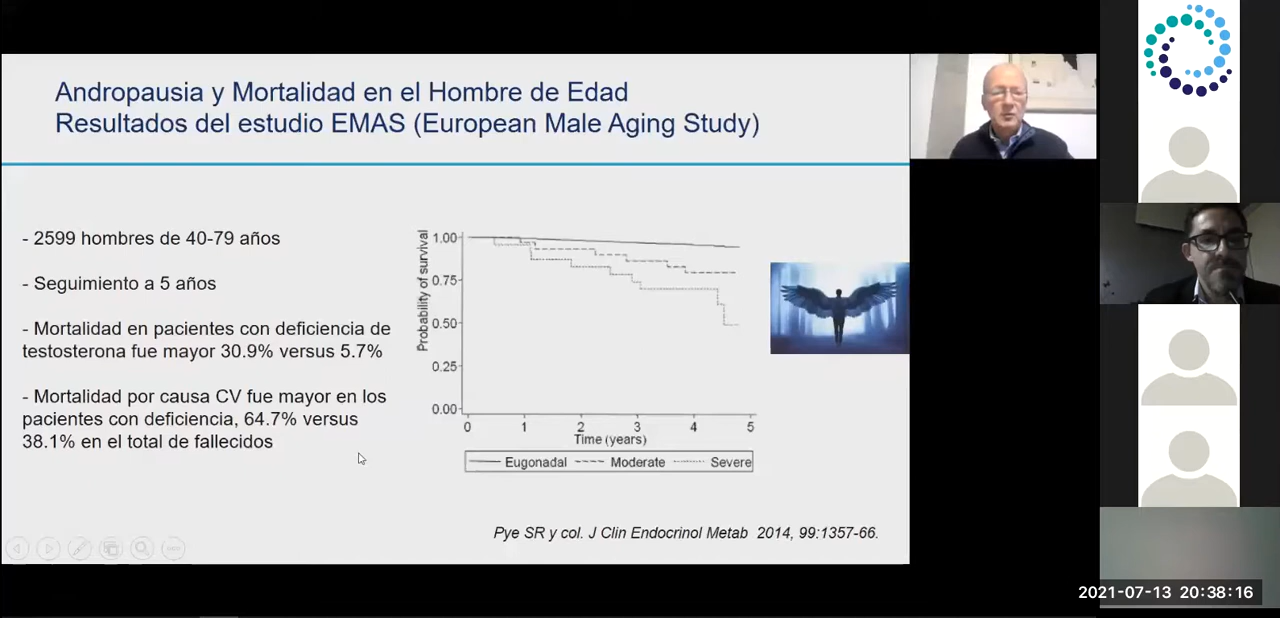 Andropausia y Mortalidad en el Hombre de Edad
Resultados del estudio EMAS (European Male Aging Study)
- 2599 hombres de 40-79 años
- Seguimiento a 5 años
- Mortalidad en pacientes con deficiencia de
testosterona fue mayor 30.9% versus 5.7%
- Mortalidad por causa CV fue mayor en los
pacientes con deficiencia, 64.7% versus
38.1% en el total de fallecidos
Probability of survival
1.00
0.75
0.50
0.25
0.00
0 1 2 3 4 5
Time (years)
Eugonadal Moderate Severe
Pye SR y col. J Clin Endocrinol Metab 2014, 99:1357-66.
2021-07-13 20:38:16